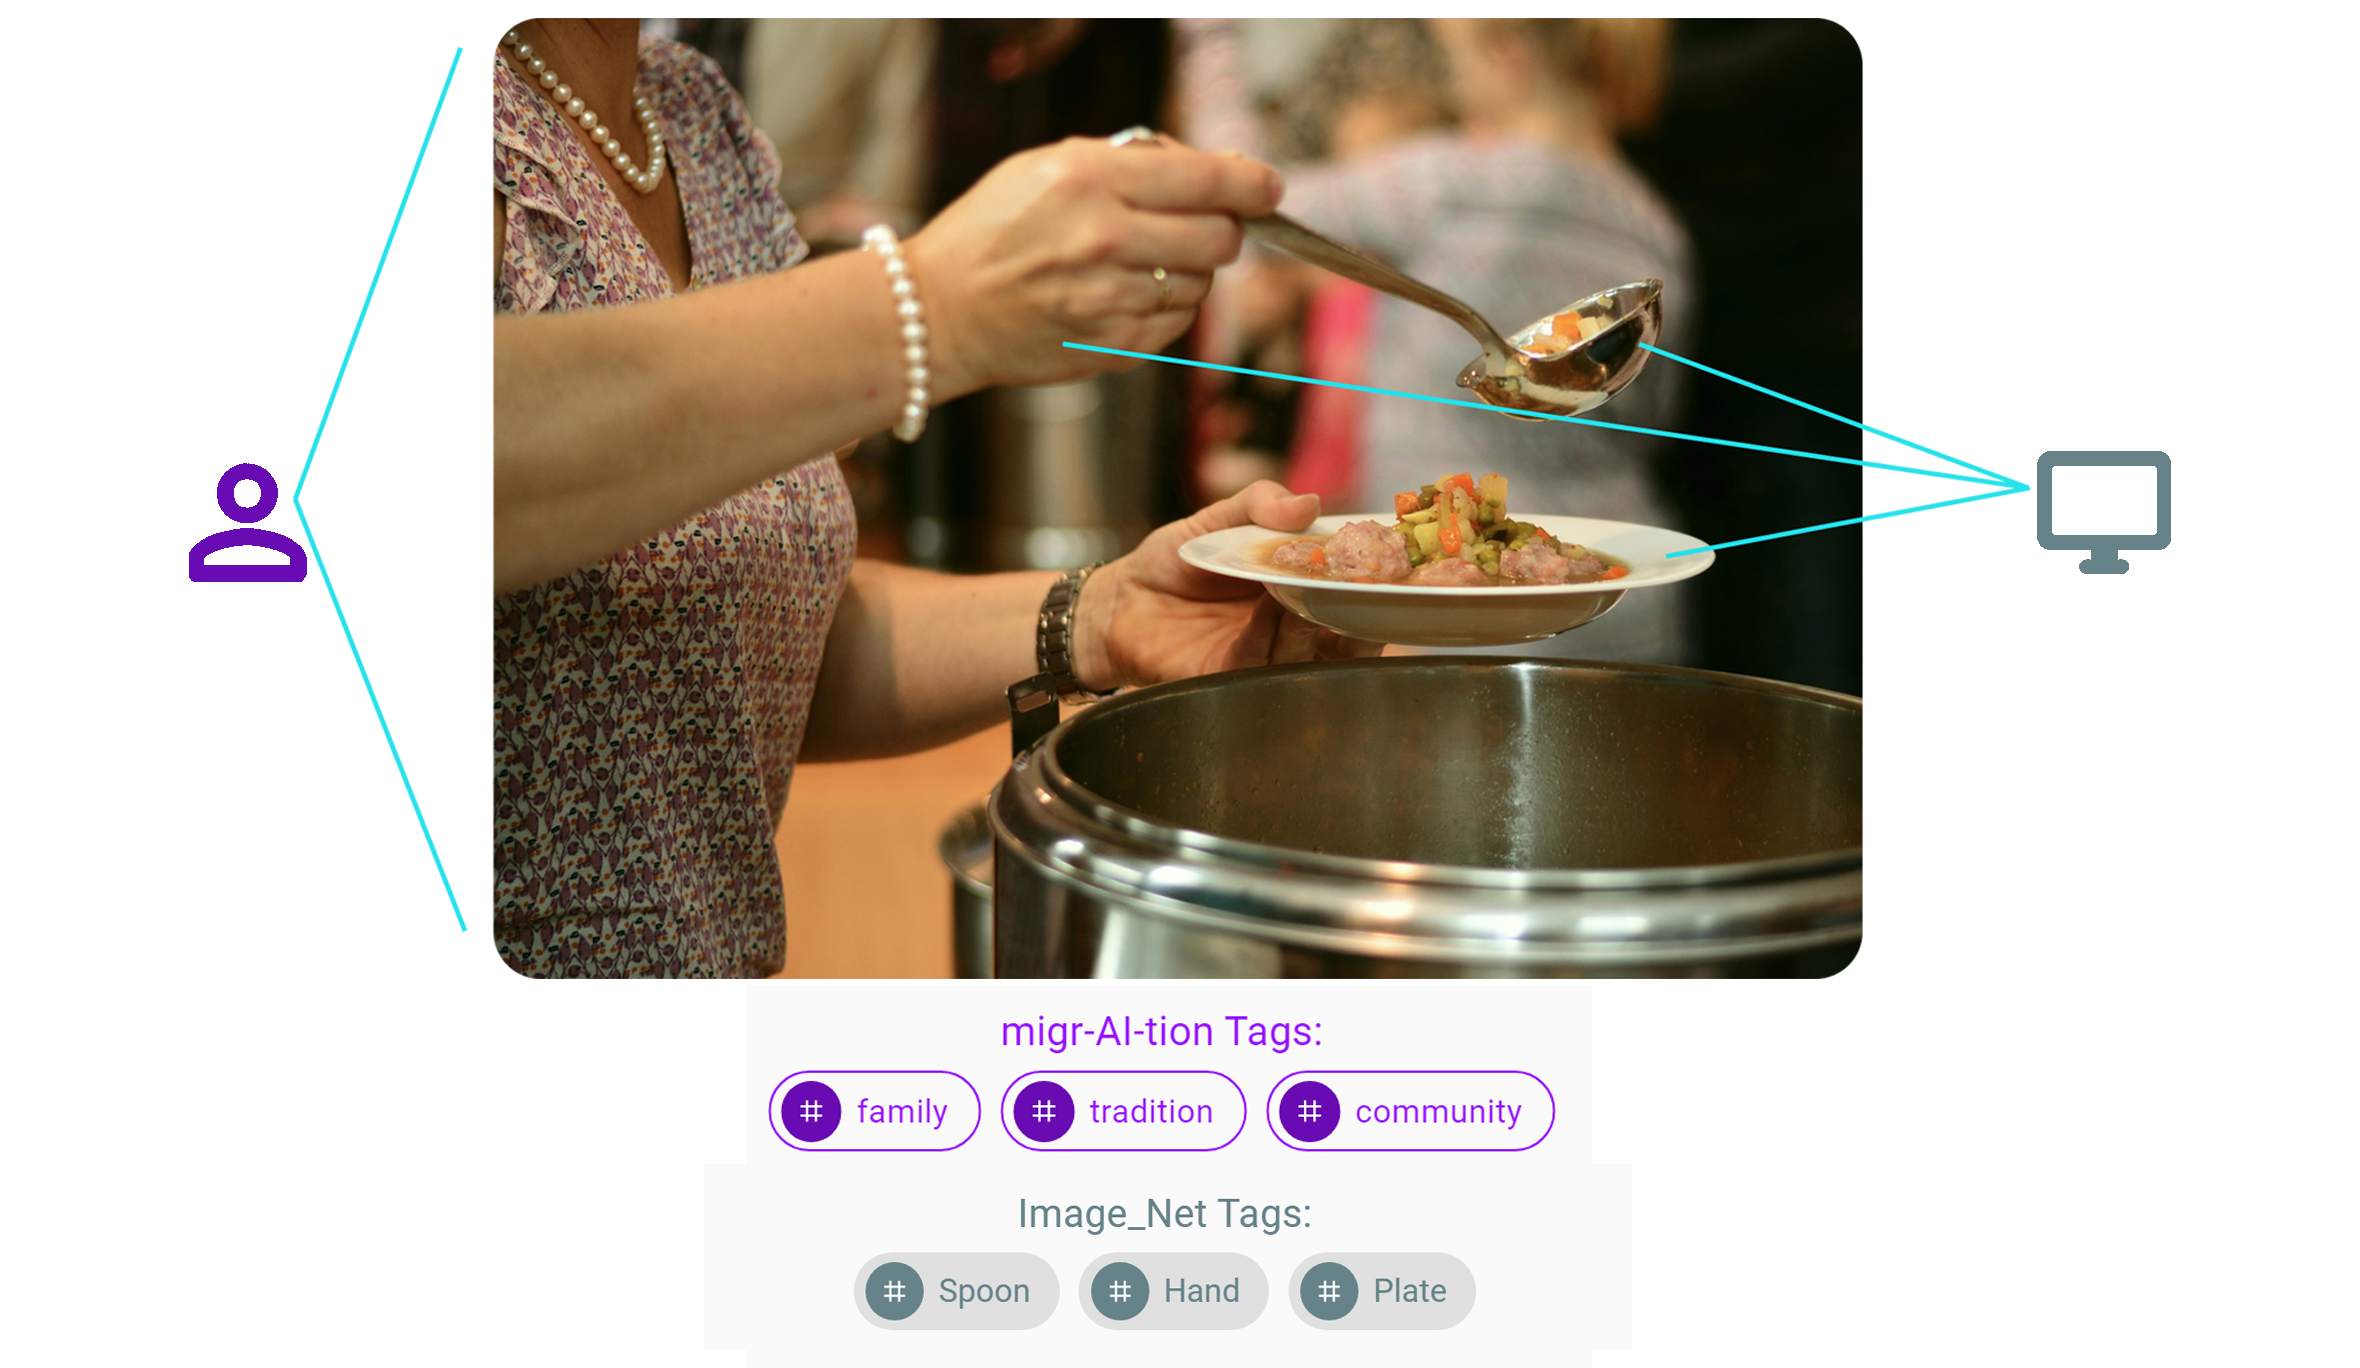 migr-AI-tion Tags:
# family # tradition # community
Image_Net Tags:
# Spoon # Hand # Plate